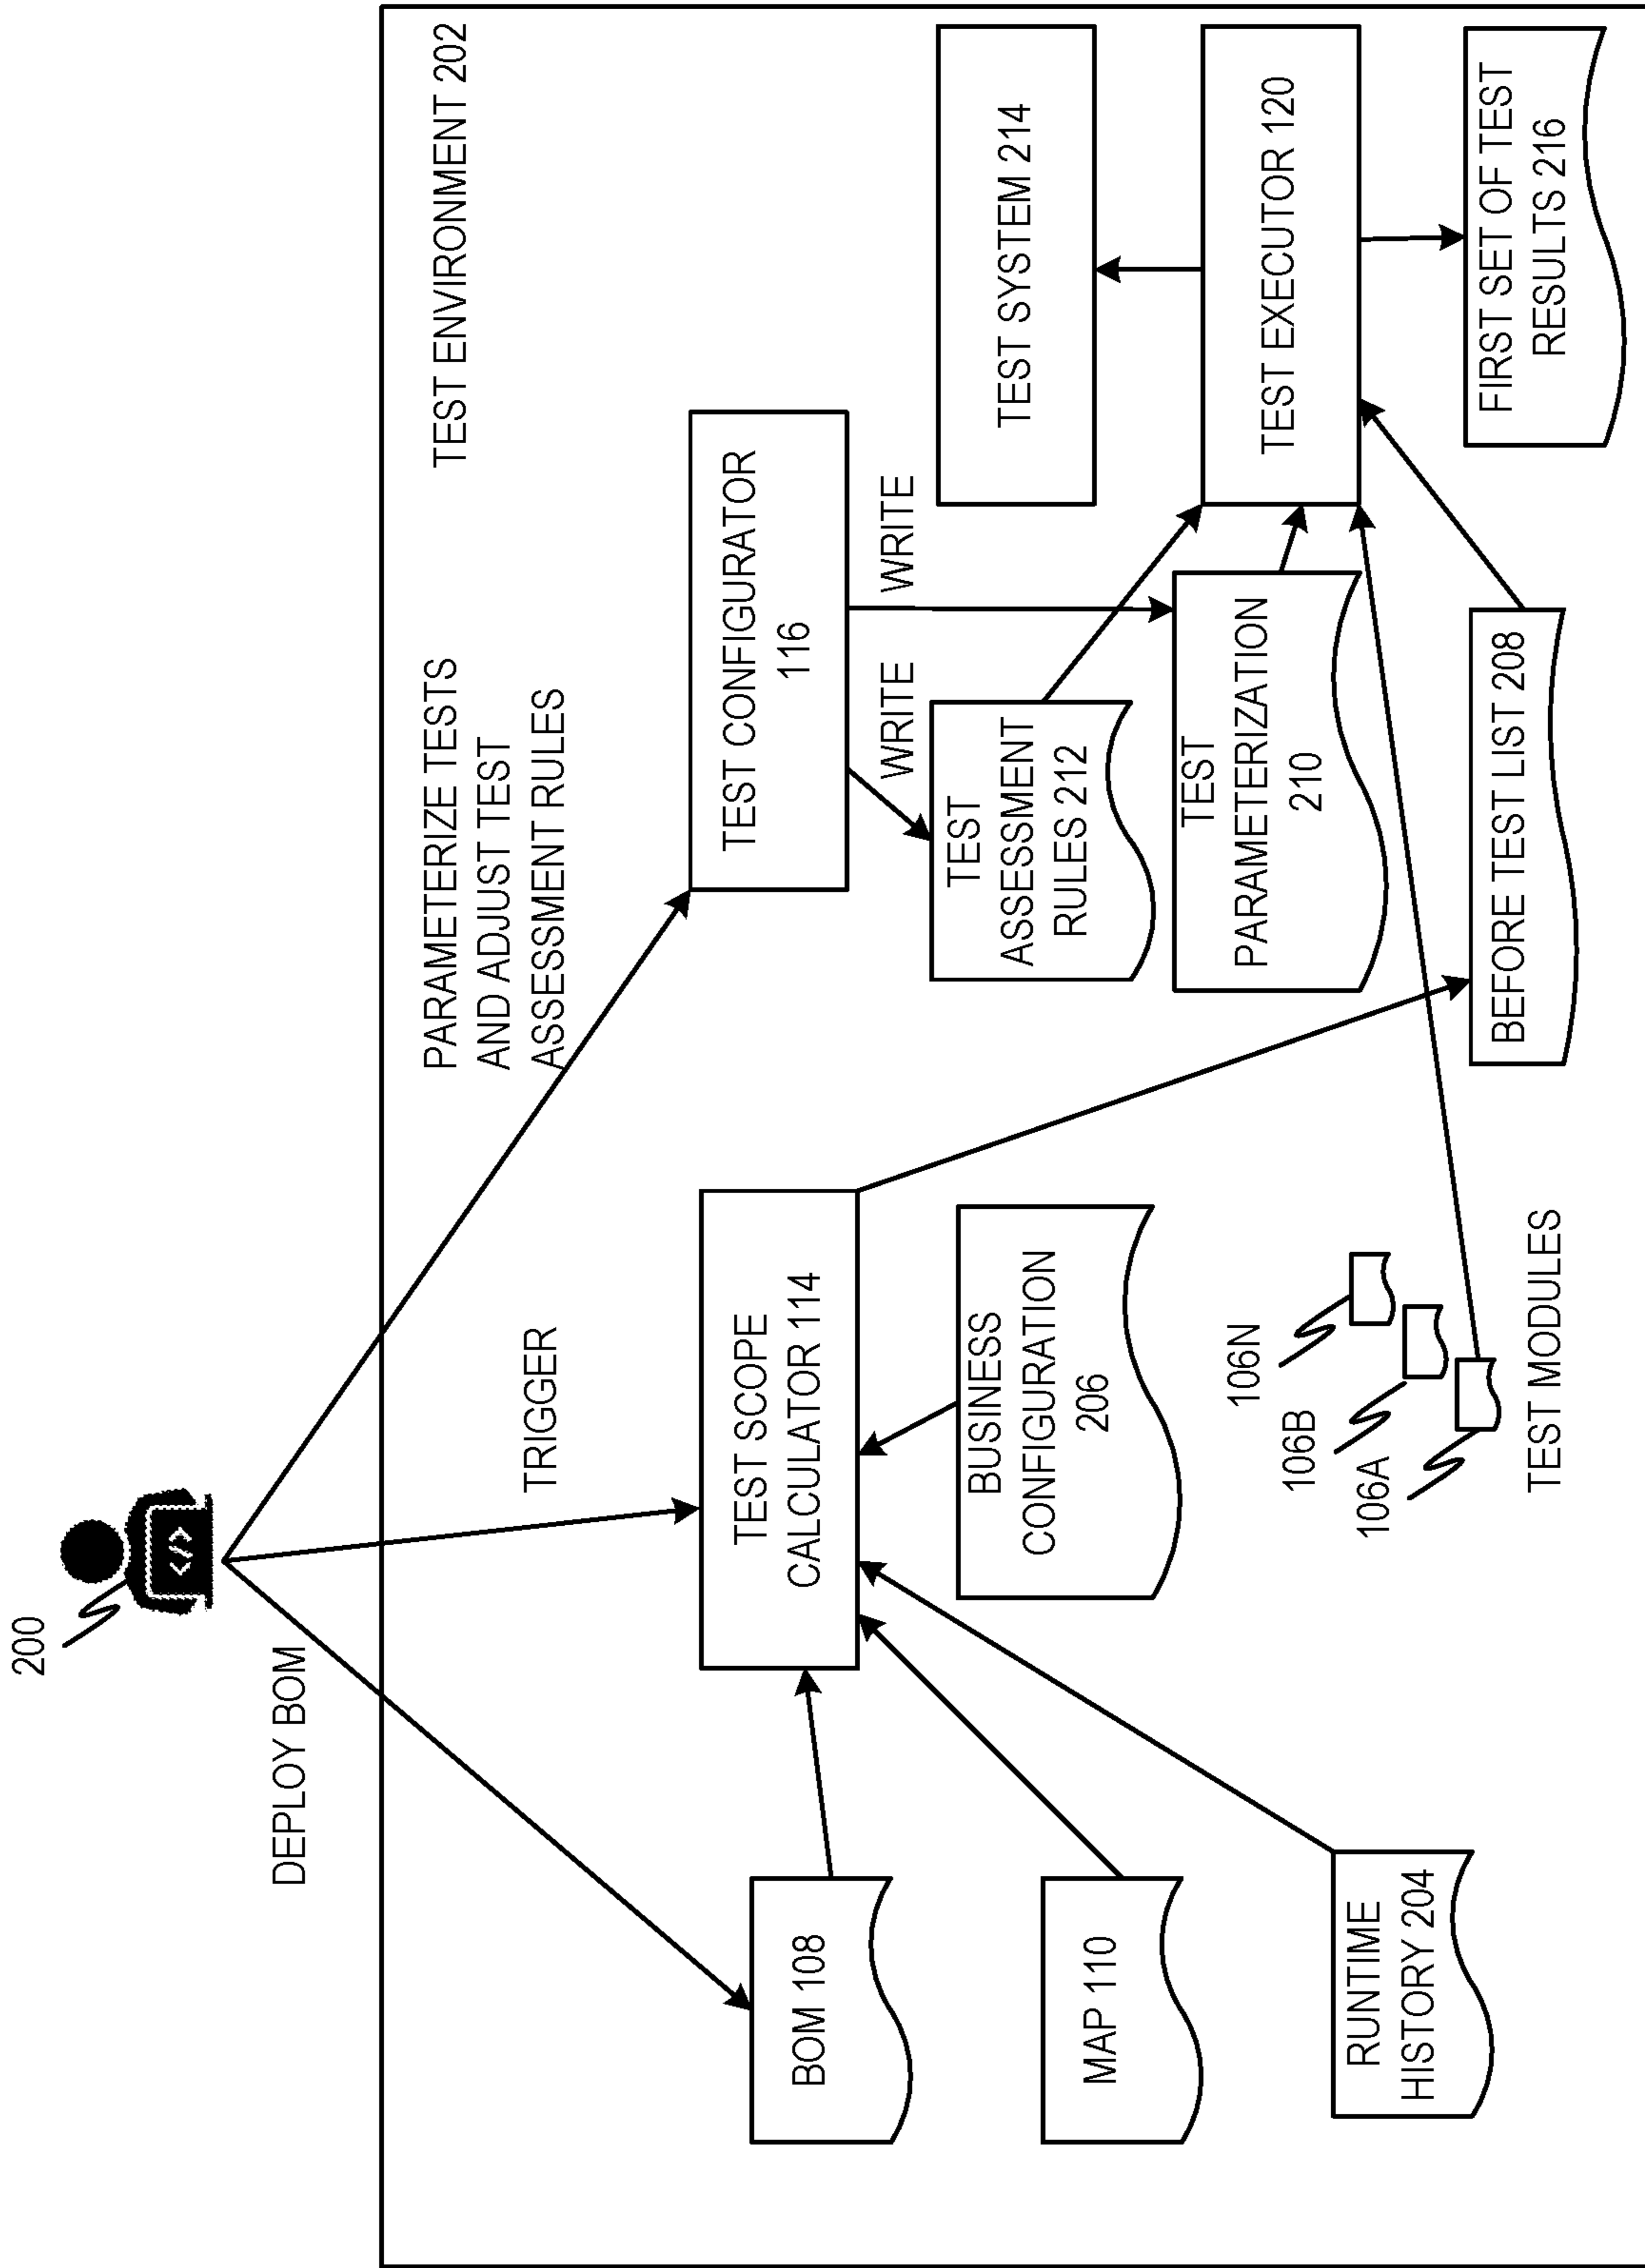 200
DEPLOY BOM
TRIGGER
PARAMETERIZE TESTS
AND ADJUST TEST
ASSESSMENT RULES
TEST ENVIRONMENT 202
BOM 108
MAP 110
RUNTIME
HISTORY 204
TEST SCOPE
CALCULATOR 114
BUSINESS
CONFIGURATION
206
106N
106B
106A
TEST MODULES
TEST CONFIGURATOR
116
WRITE
WRITE
TEST
ASSESSMENT
RULES 212
TEST
PARAMETERIZATION
210
BEFORE TEST LIST 208
TEST SYSTEM 214
TEST EXECUTOR 120
FIRST SET OF TEST
RESULTS 216